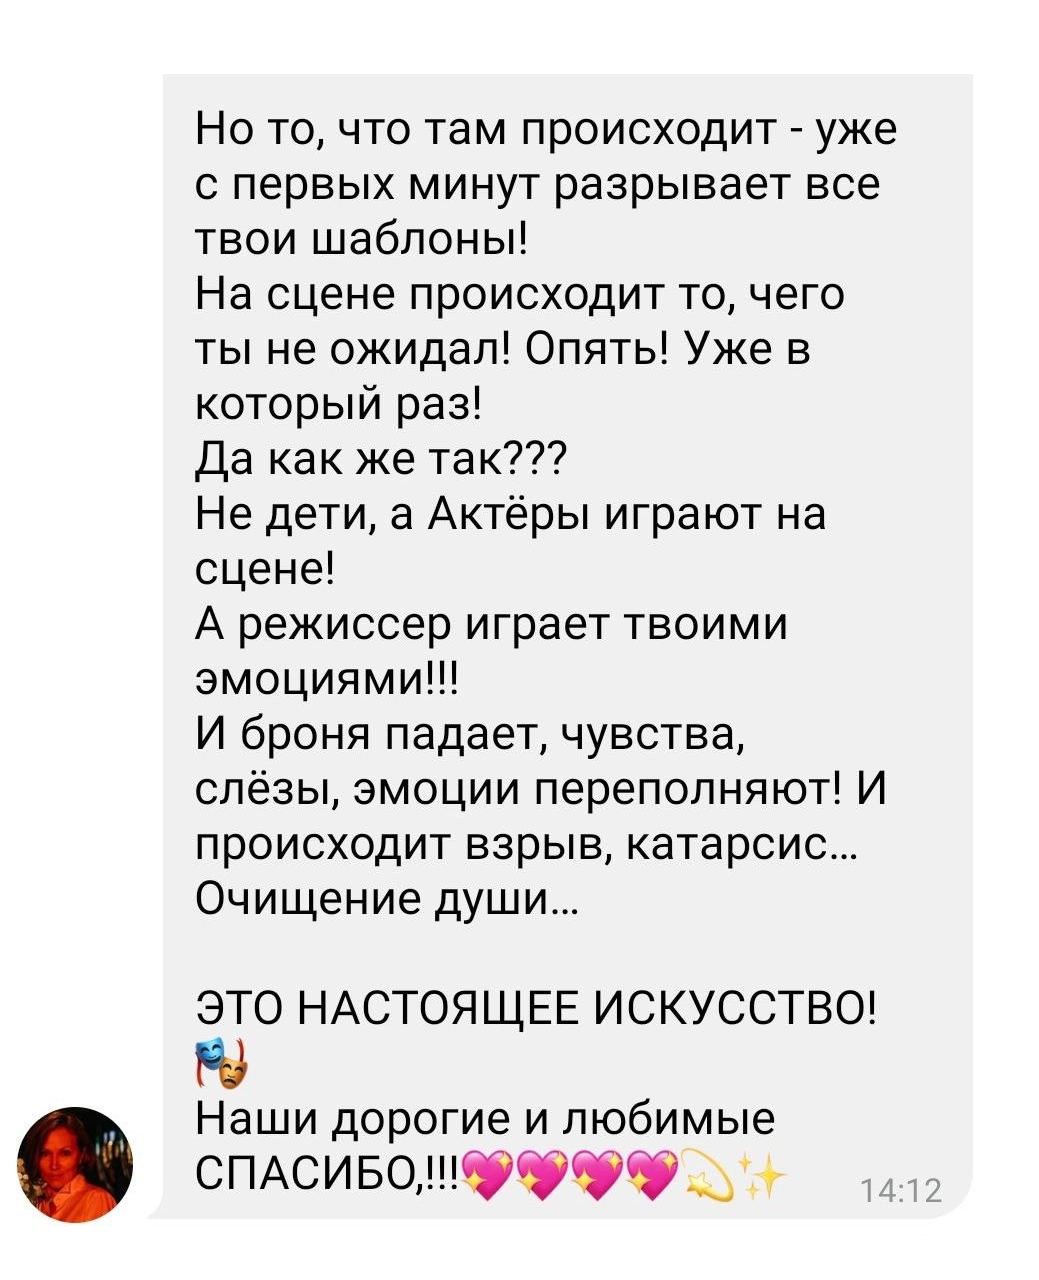 Но то, что там происходит - уже
с первых минут разрывает все
твои шаблоны!
На сцене происходит то, чего
ты не ожидал! Опять! Уже в
который раз!
Да как же так???
Не дети, а Актёры играют на
сцене!
А режиссер играет твоими
эмоциями!!!
И броня падает, чувства,
слёзы, эмоции переполняют! И
происходит взрыв, катарсис...
Очищение души...
ЭТО НАСТОЯЩЕЕ ИСКУССТВО!
🎭
Наши дорогие и любимые
СПАСИБО,!!!💖💖💖💖💫✨
14:12